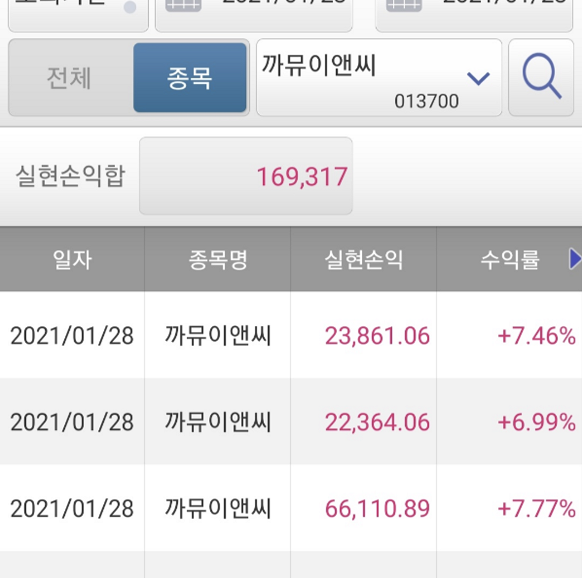 전체 종목 까뮤이앤씨
013700
실현손익합 169,317
일자 종목명 실현손익 수익률
2021/01/28 까뮤이앤씨 23,861.06 +7.46%
2021/01/28 까뮤이앤씨 22,364.06 +6.99%
2021/01/28 까뮤이앤씨 66,110.89 +7.77%